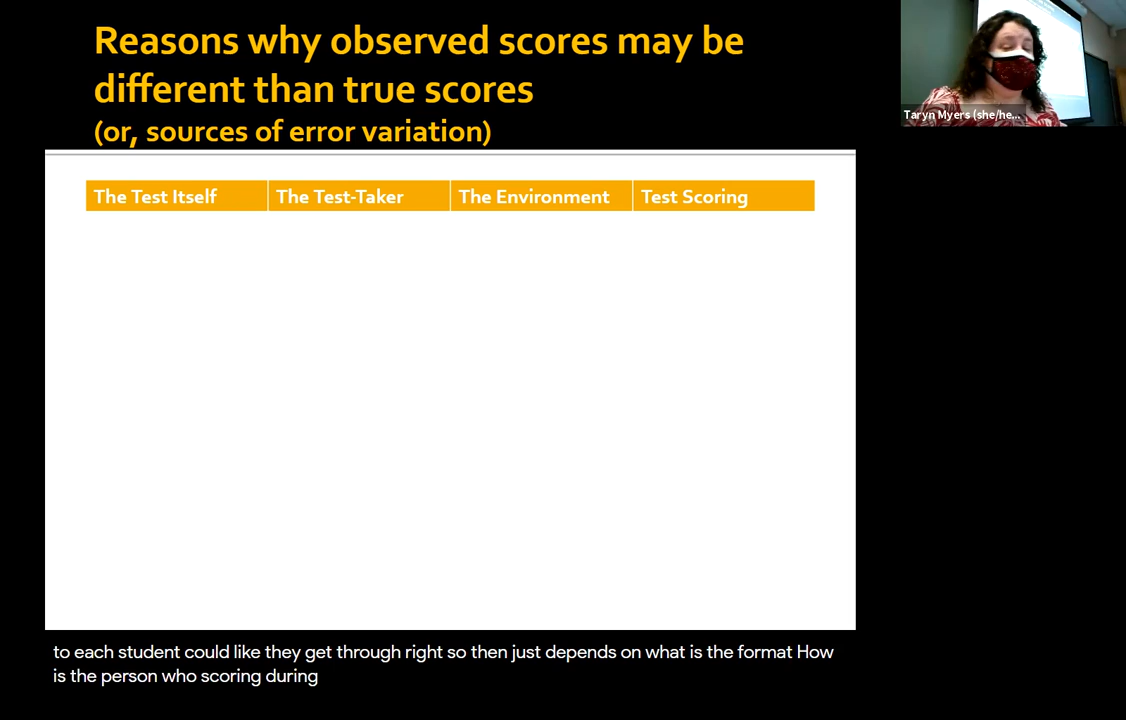 Reasons why observed scores may be
different than true scores
(or, sources of error variation)
Taryn Myers (she/he...
The Test Itself The Test-Taker The Environment Test Scoring
to each student could like they get through right so then just depends on what is the format How
is the person who scoring during